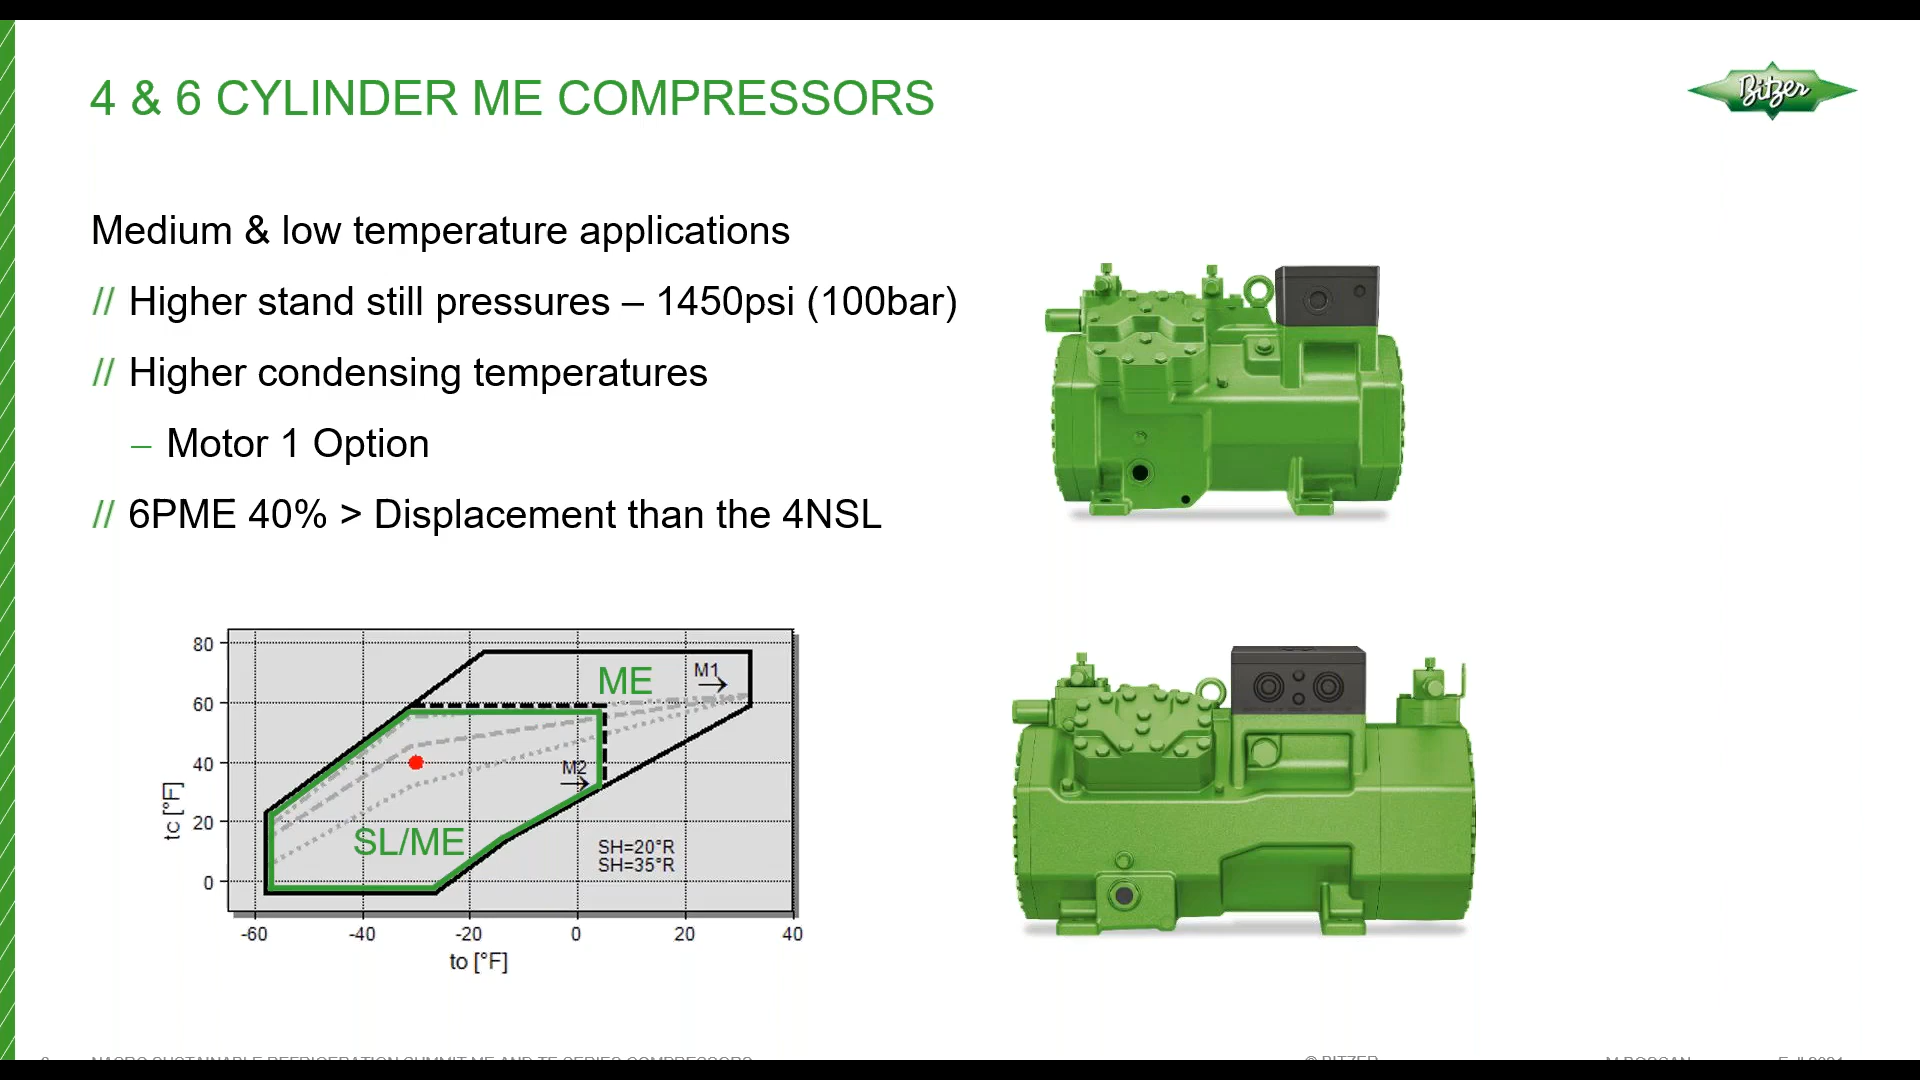 4 & 6 CYLINDER ME COMPRESSORS
Bitzer
Medium & low temperature applications
// Higher stand still pressures – 1450psi (100bar)
// Higher condensing temperatures
– Motor 1 Option
// 6PME 40% > Displacement than the 4NSL
80
60
40
20
0
tc [°F]
ME
M1
M2
SL/ME
SH=20°R
SH=35°R
-60 -40 -20 0 20 40
to [°F]